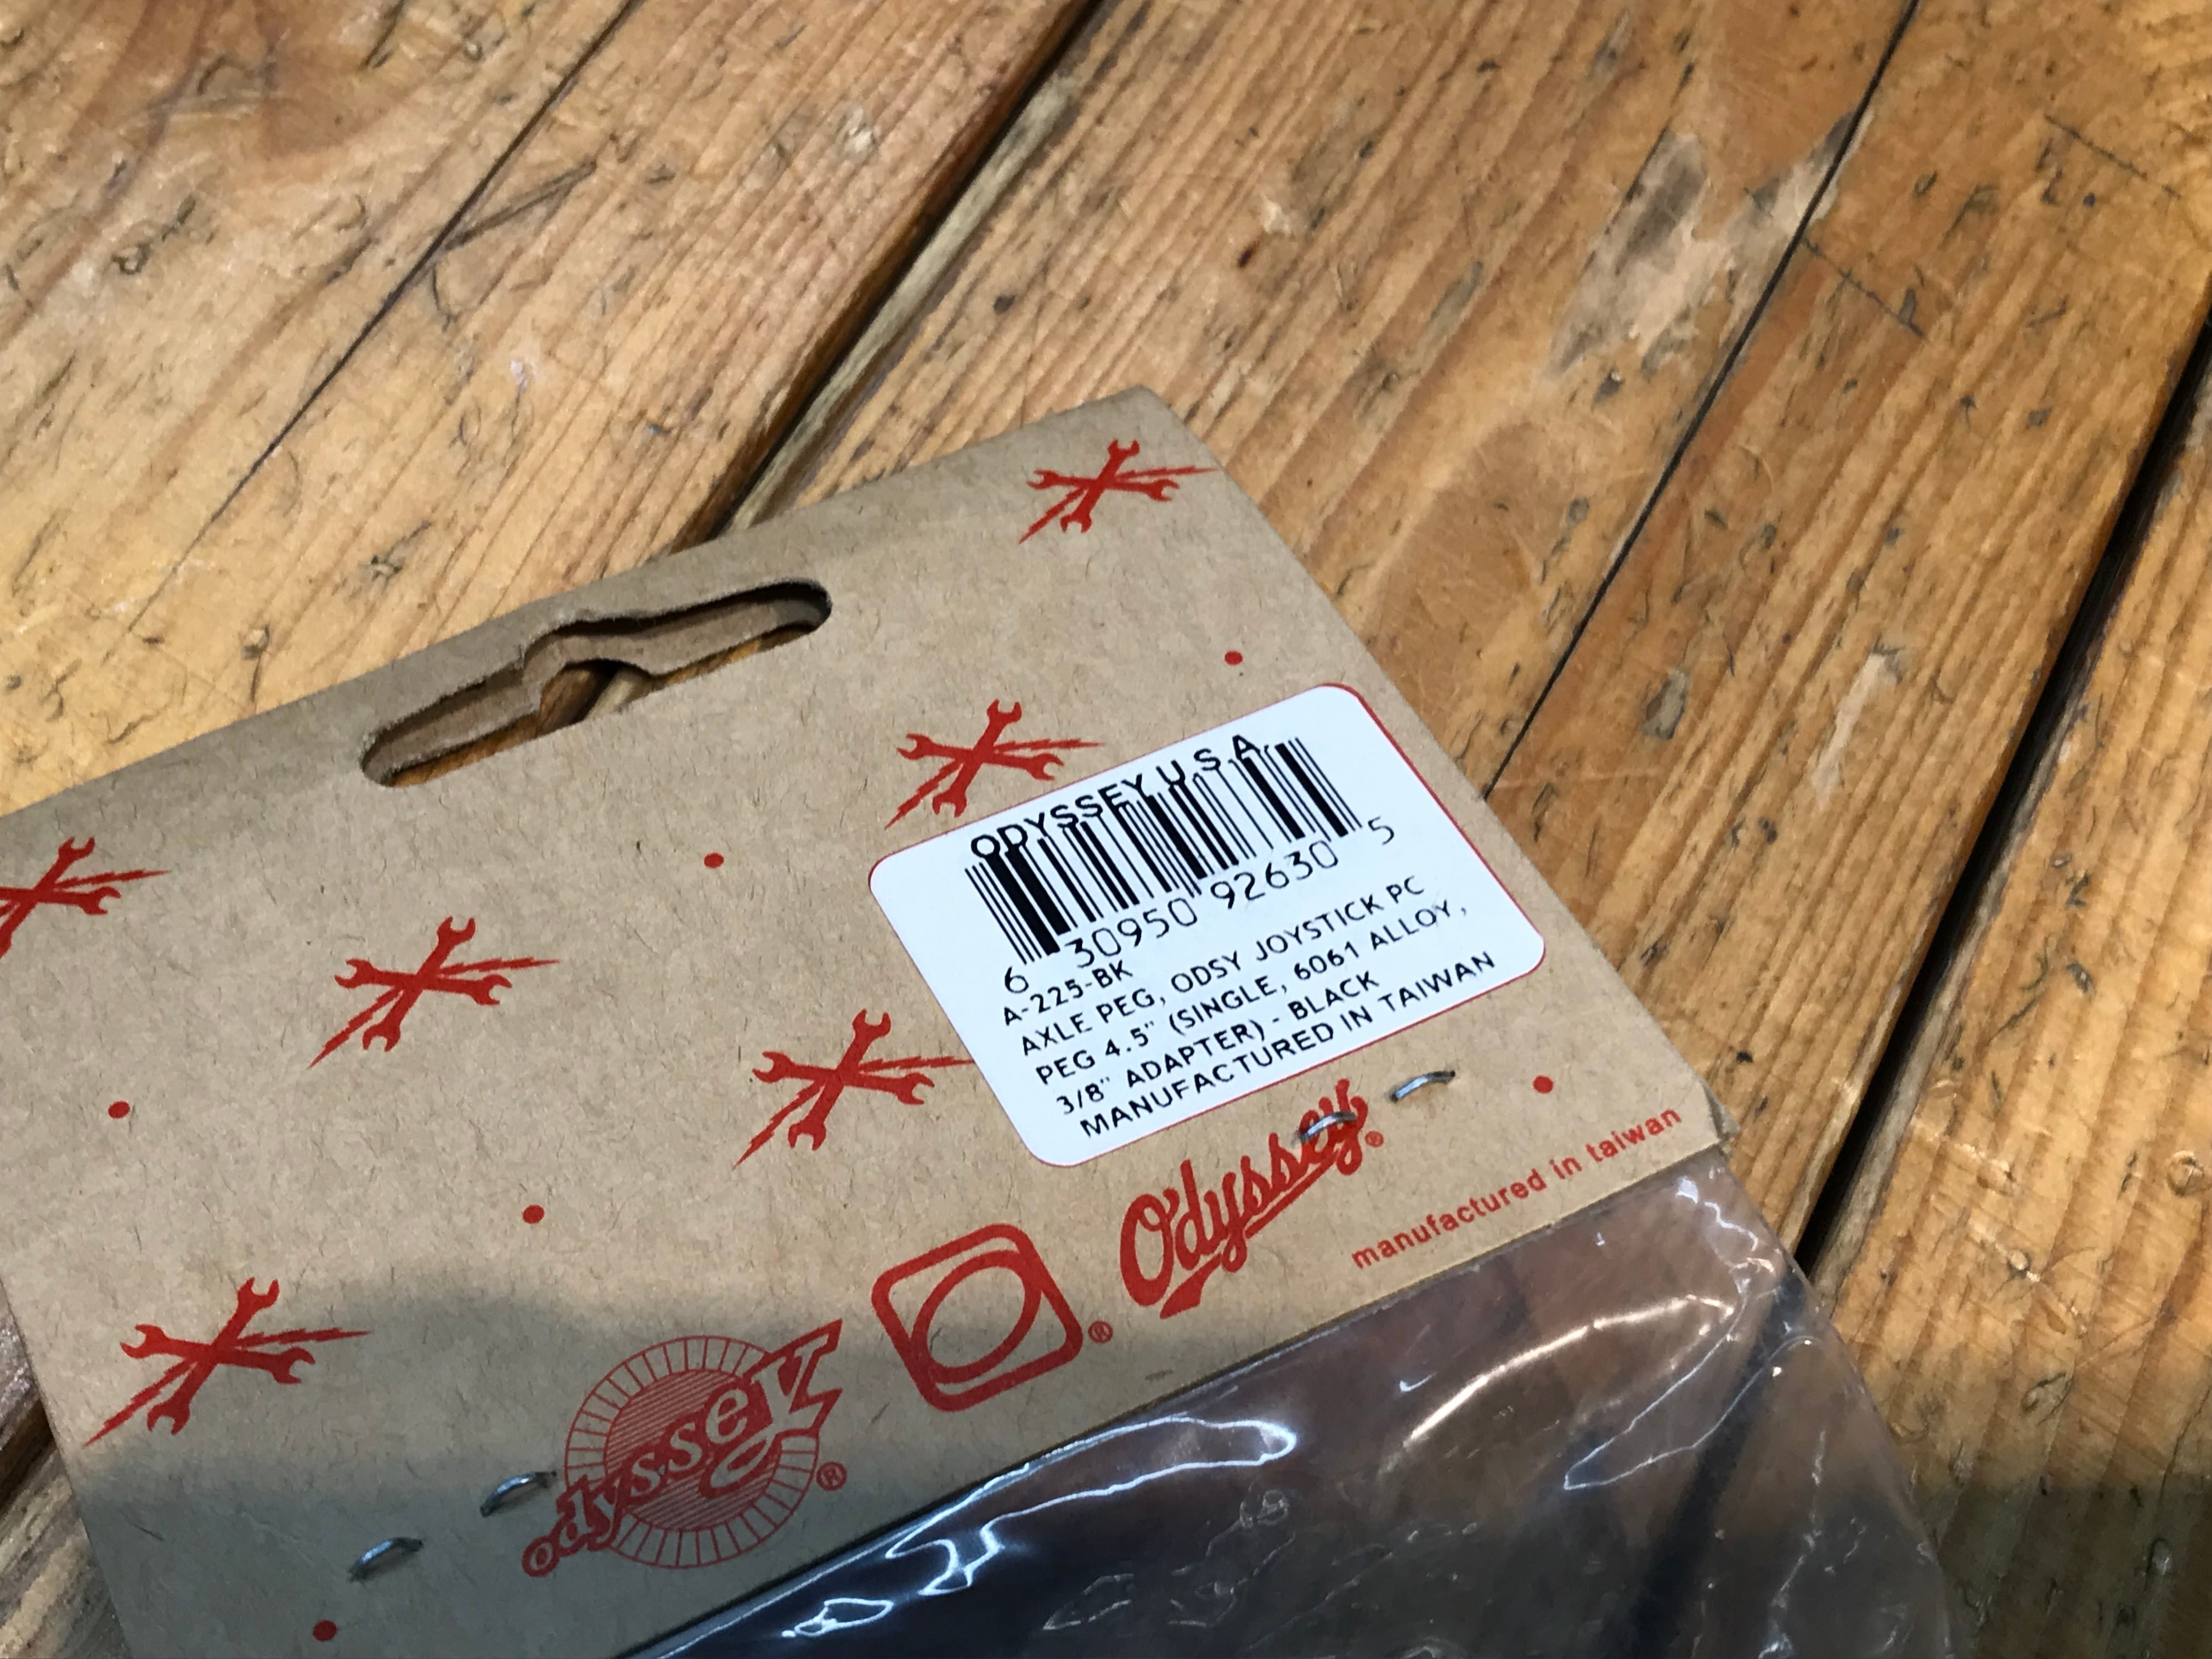 ODYSSEY U S A
6 30950 92630 5
A-225-BK
AXLE PEG, ODSY JOYSTICK PC
PEG 4.5" (SINGLE, 6061 ALLOY,
3/8" ADAPTER) - BLACK
MANUFACTURED IN TAIWAN
Odyssey®
manufactured in taiwan
®
odyssey®